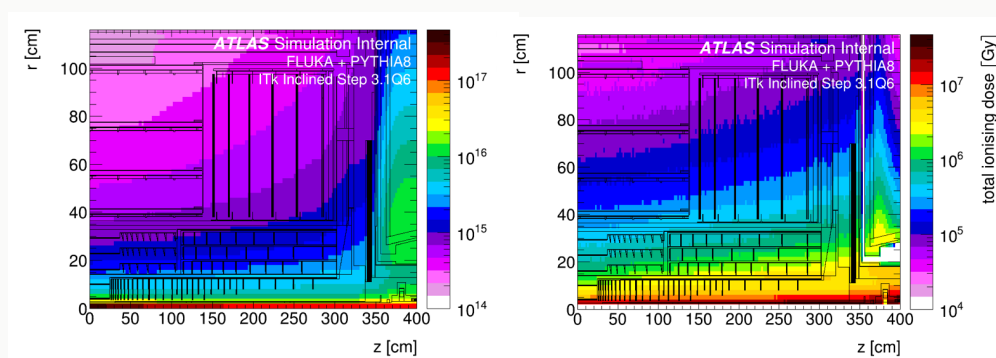 r [cm]
ATLAS Simulation Internal
FLUKA + PYTHIA8
ITk Inclined Step 3.1Q6
100
80
60
40
20
0
0 50 100 150 200 250 300 350 400
z [cm]
10^17
10^16
10^15
10^14
r [cm]
ATLAS Simulation Internal
FLUKA + PYTHIA8
ITk Inclined Step 3.1Q6
100
80
60
40
20
0
0 50 100 150 200 250 300 350 400
z [cm]
10^7
10^6
10^5
10^4
total ionising dose [Gy]